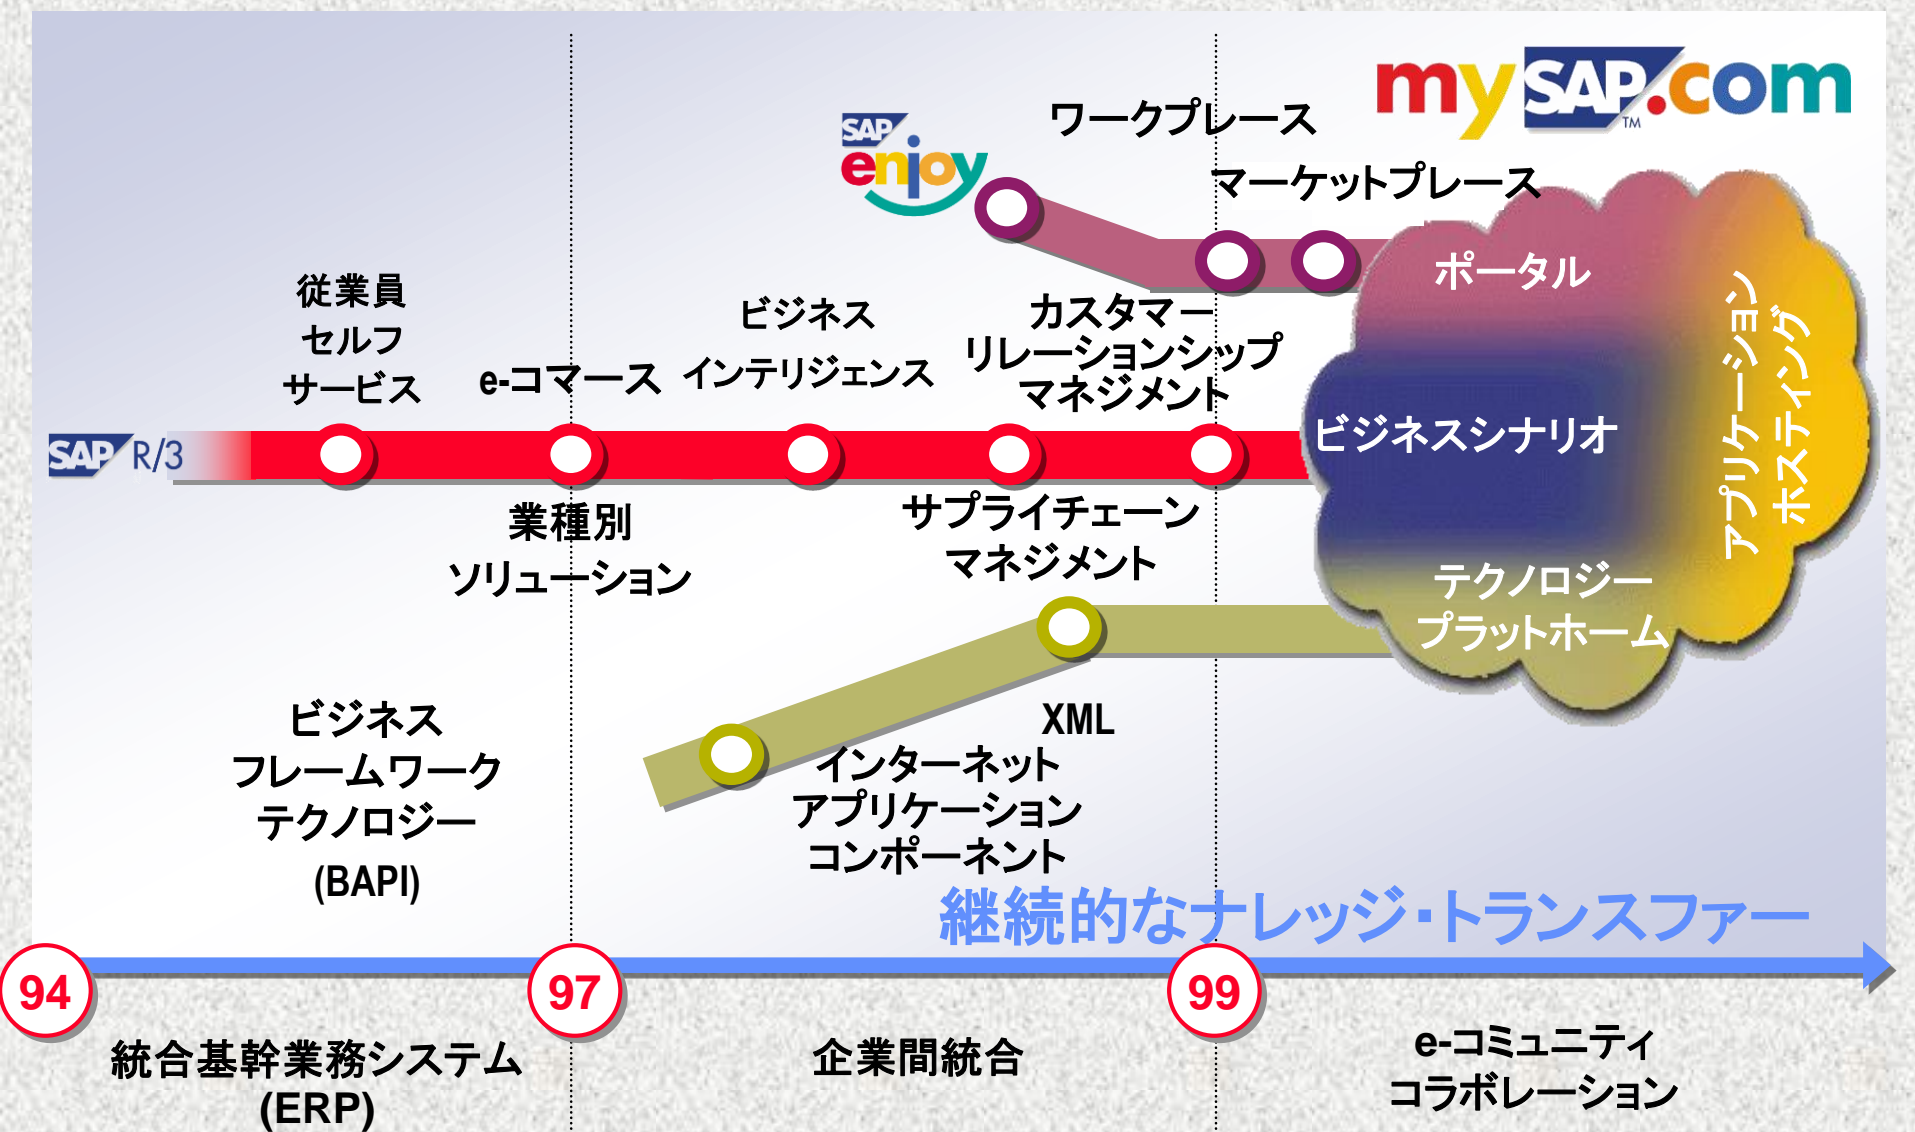 mySAP.com
TM
SAP
enjoy
ワークプレース
マーケットプレース
従業員
セルフ
サービス
e-コマース
ビジネス
インテリジェンス
カスタマー
リレーションシップ
マネジメント
ポータル
ビジネスシナリオ
アプリケーション
ホスティング
テクノロジー
プラットホーム
SAP R/3
業種別
ソリューション
サプライチェーン
マネジメント
ビジネス
フレームワーク
テクノロジー
(BAPI)
XML
インターネット
アプリケーション
コンポーネント
継続的なナレッジ・トランスファー
94
97
99
統合基幹業務システム
(ERP)
企業間統合
e-コミュニティ
コラボレーション